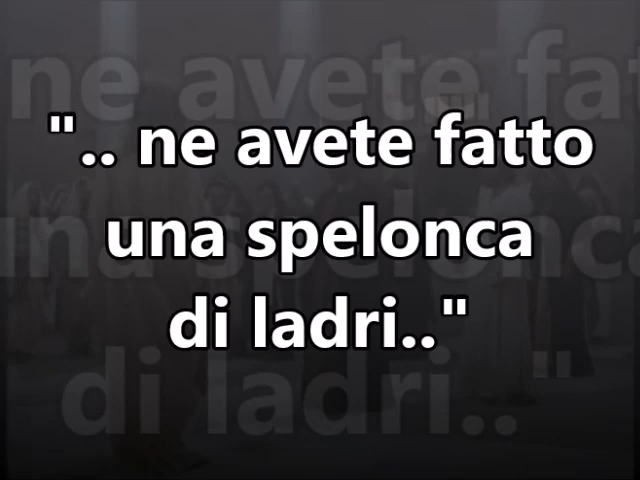 ".. ne avete fatto
una spelonca
di ladri.."